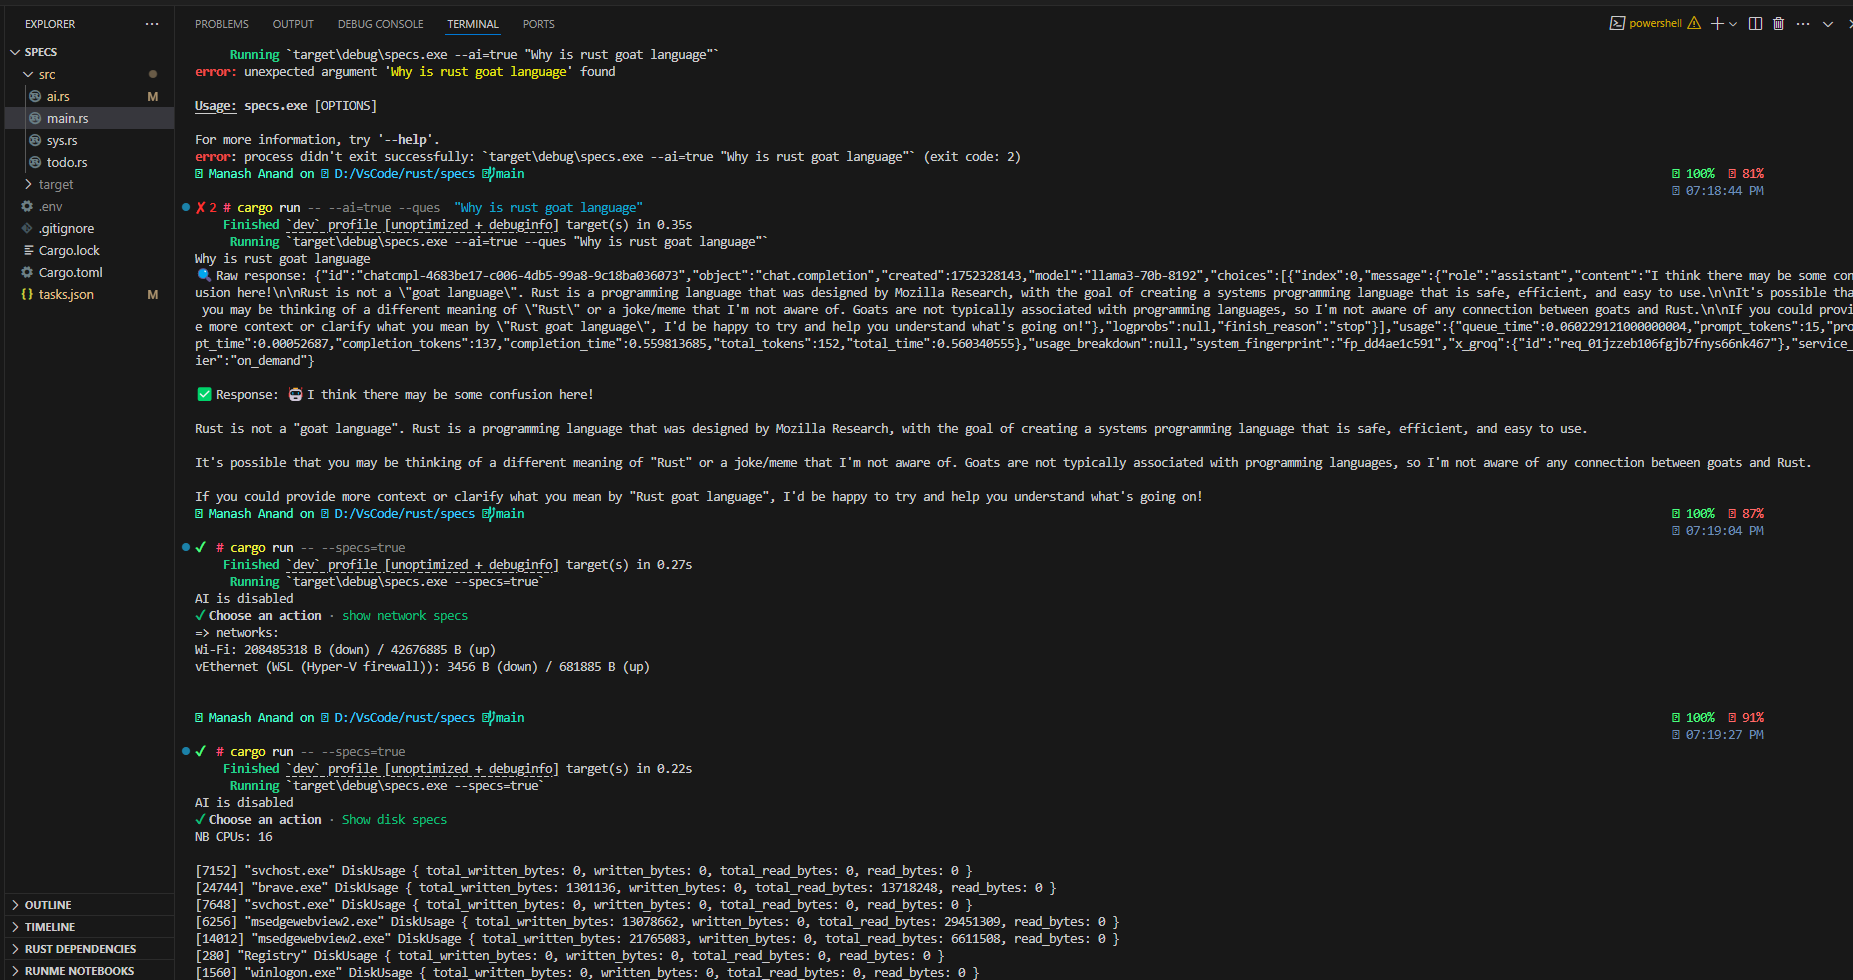 EXPLORER
SPECS
src
ai.rs M
main.rs
sys.rs
todo.rs
target
.env
.gitignore
Cargo.lock
Cargo.toml
tasks.json M
OUTLINE
TIMELINE
RUST DEPENDENCIES
RUNME NOTEBOOKS
PROBLEMS OUTPUT DEBUG CONSOLE TERMINAL PORTS
powershell
Running `target\debug\specs.exe --ai=true "Why is rust goat language"`
error: unexpected argument 'Why is rust goat language' found
Usage: specs.exe [OPTIONS]
For more information, try '--help'.
error: process didn't exit successfully: `target\debug\specs.exe --ai=true "Why is rust goat language"` (exit code: 2)
Manash Anand on D:/VsCode/rust/specs main 100% 81%
07:18:44 PM
✗ 2 # cargo run -- --ai=true --ques "Why is rust goat language"
Finished `dev` profile [unoptimized + debuginfo] target(s) in 0.35s
Running `target\debug\specs.exe --ai=true --ques "Why is rust goat language"`
Why is rust goat language
🔍 Raw response: {"id":"chatcmpl-4683be17-c006-4db5-99a8-9c18ba036073","object":"chat.completion","created":1752328143,"model":"llama3-70b-8192","choices":[{"index":0,"message":{"role":"assistant","content":"I think there may be some con
usion here!\n\nRust is not a \"goat language\". Rust is a programming language that was designed by Mozilla Research, with the goal of creating a systems programming language that is safe, efficient, and easy to use.\n\nIt's possible tha
you may be thinking of a different meaning of \"Rust\" or a joke/meme that I'm not aware of. Goats are not typically associated with programming languages, so I'm not aware of any connection between goats and Rust.\n\nIf you could provi
e more context or clarify what you mean by \"Rust goat language\", I'd be happy to try and help you understand what's going on!"},"logprobs":null,"finish_reason":"stop"}],"usage":{"queue_time":0.060229121000000004,"prompt_tokens":15,"pro
pt_time":0.00052687,"completion_tokens":137,"completion_time":0.559813685,"total_tokens":152,"total_time":0.560340555},"usage_breakdown":null,"system_fingerprint":"fp_dd4ae1c591","x_groq":{"id":"req_01jzzeb106fgjb7fnys66nk467"},"service_
ier":"on_demand"}
✅ Response: 🤖 I think there may be some confusion here!
Rust is not a "goat language". Rust is a programming language that was designed by Mozilla Research, with the goal of creating a systems programming language that is safe, efficient, and easy to use.
It's possible that you may be thinking of a different meaning of "Rust" or a joke/meme that I'm not aware of. Goats are not typically associated with programming languages, so I'm not aware of any connection between goats and Rust.
If you could provide more context or clarify what you mean by "Rust goat language", I'd be happy to try and help you understand what's going on!
Manash Anand on D:/VsCode/rust/specs main 100% 87%
07:19:04 PM
✓ # cargo run -- --specs=true
Finished `dev` profile [unoptimized + debuginfo] target(s) in 0.27s
Running `target\debug\specs.exe --specs=true`
AI is disabled
✓ Choose an action · show network specs
=> networks:
Wi-Fi: 208485318 B (down) / 42676885 B (up)
vEthernet (WSL (Hyper-V firewall)): 3456 B (down) / 681885 B (up)
Manash Anand on D:/VsCode/rust/specs main 100% 91%
07:19:27 PM
✓ # cargo run -- --specs=true
Finished `dev` profile [unoptimized + debuginfo] target(s) in 0.22s
Running `target\debug\specs.exe --specs=true`
AI is disabled
✓ Choose an action · Show disk specs
NB CPUs: 16
[7152] "svchost.exe" DiskUsage { total_written_bytes: 0, written_bytes: 0, total_read_bytes: 0, read_bytes: 0 }
[24744] "brave.exe" DiskUsage { total_written_bytes: 1301136, written_bytes: 0, total_read_bytes: 13718248, read_bytes: 0 }
[7648] "svchost.exe" DiskUsage { total_written_bytes: 0, written_bytes: 0, total_read_bytes: 0, read_bytes: 0 }
[6256] "msedgewebview2.exe" DiskUsage { total_written_bytes: 13078662, written_bytes: 0, total_read_bytes: 29451309, read_bytes: 0 }
[14012] "msedgewebview2.exe" DiskUsage { total_written_bytes: 21765083, written_bytes: 0, total_read_bytes: 6611508, read_bytes: 0 }
[280] "Registry" DiskUsage { total_written_bytes: 0, written_bytes: 0, total_read_bytes: 0, read_bytes: 0 }
[1560] "winlogon.exe" DiskUsage { total_written_bytes: 0, written_bytes: 0, total_read_bytes: 0, read_bytes: 0 }